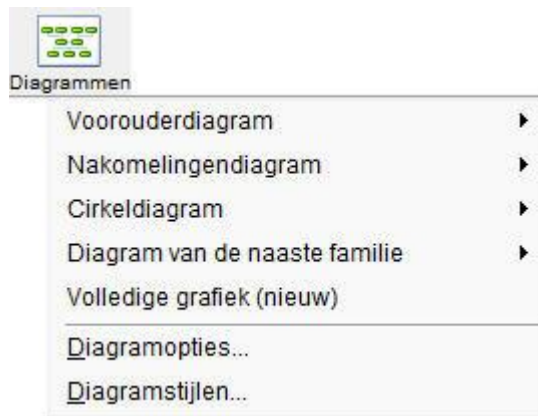 Diagrammen
Voorouderdiagram
Nakomelingendiagram
Cirkeldiagram
Diagram van de naaste familie
Volledige grafiek (nieuw)
Diagramopties...
Diagramstijlen...